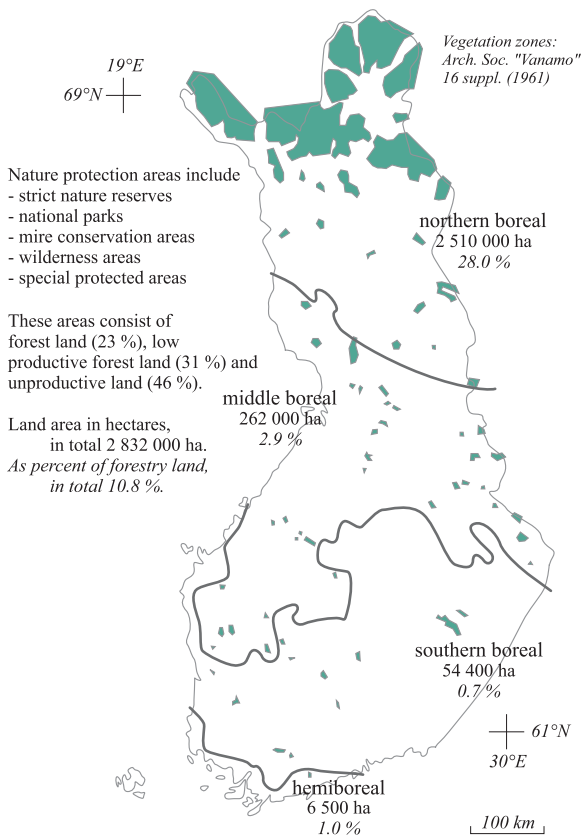 Vegetation zones:
Arch. Soc. "Vanamo"
16 suppl. (1961)
19°E
69°N
Nature protection areas include
- strict nature reserves
- national parks
- mire conservation areas
- wilderness areas
- special protected areas
northern boreal
2 510 000 ha
28.0 %
These areas consist of
forest land (23 %), low
productive forest land (31 %) and
unproductive land (46 %).
middle boreal
262 000 ha
2.9 %
Land area in hectares,
in total 2 832 000 ha.
As percent of forestry land,
in total 10.8 %.
southern boreal
54 400 ha
0.7 %
61°N
30°E
hemiboreal
6 500 ha
1.0 %
100 km